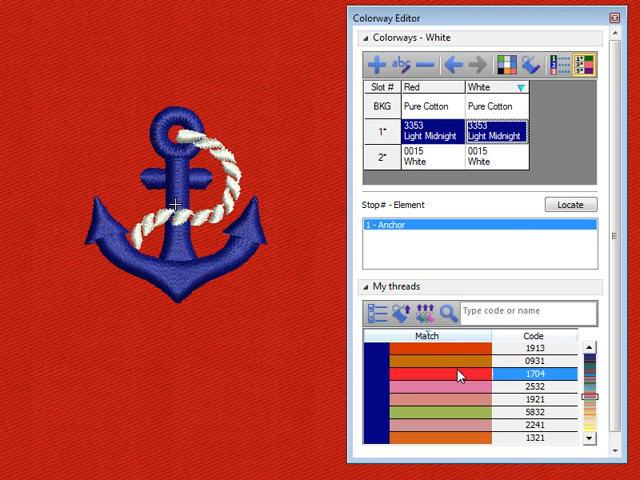 Colorway Editor
Colorways - White
abc
Slot #
Red
White
BKG
Pure Cotton
Pure Cotton
1*
3353
Light Midnight
3353
Light Midnight
2*
0015
White
0015
White
Stop# - Element
Locate
1 - Anchor
My threads
Type code or name
Match
Code
1913
0931
1704
2532
1921
5832
2241
1321